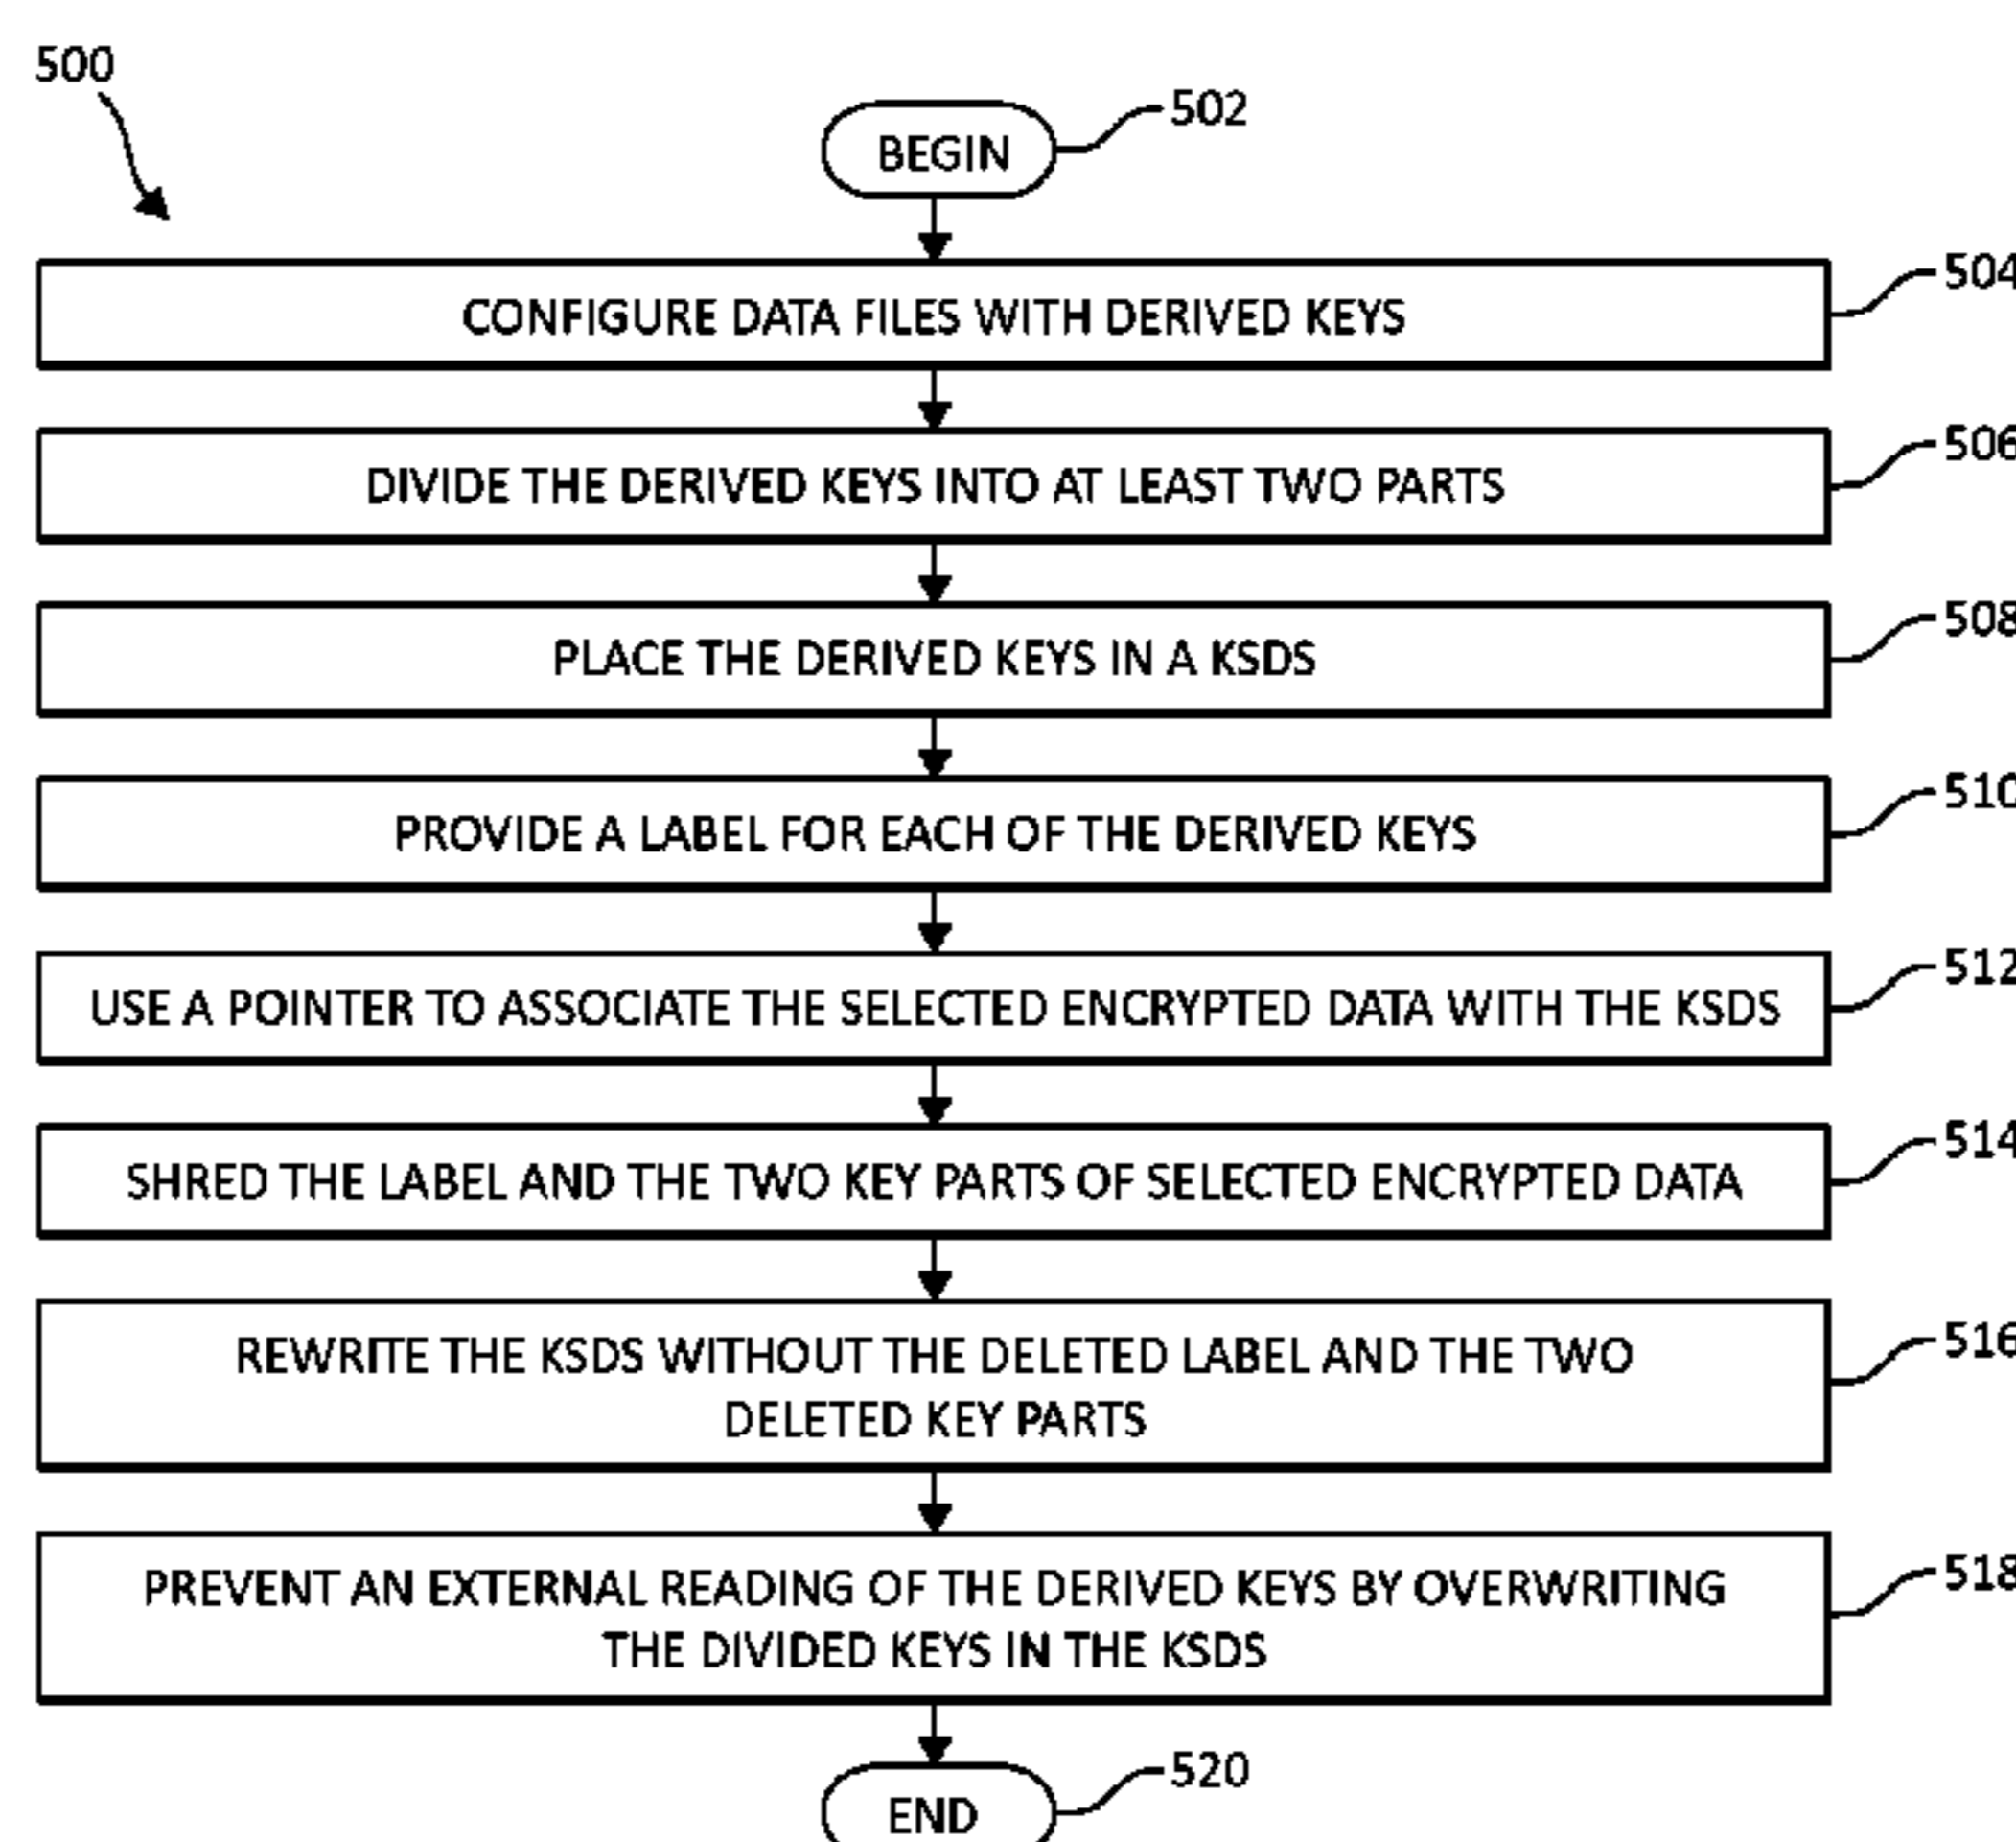 500
BEGIN
502
CONFIGURE DATA FILES WITH DERIVED KEYS
504
DIVIDE THE DERIVED KEYS INTO AT LEAST TWO PARTS
506
PLACE THE DERIVED KEYS IN A KSDS
508
PROVIDE A LABEL FOR EACH OF THE DERIVED KEYS
510
USE A POINTER TO ASSOCIATE THE SELECTED ENCRYPTED DATA WITH THE KSDS
512
SHRED THE LABEL AND THE TWO KEY PARTS OF SELECTED ENCRYPTED DATA
514
REWRITE THE KSDS WITHOUT THE DELETED LABEL AND THE TWO
DELETED KEY PARTS
516
PREVENT AN EXTERNAL READING OF THE DERIVED KEYS BY OVERWRITING
THE DIVIDED KEYS IN THE KSDS
518
END
520